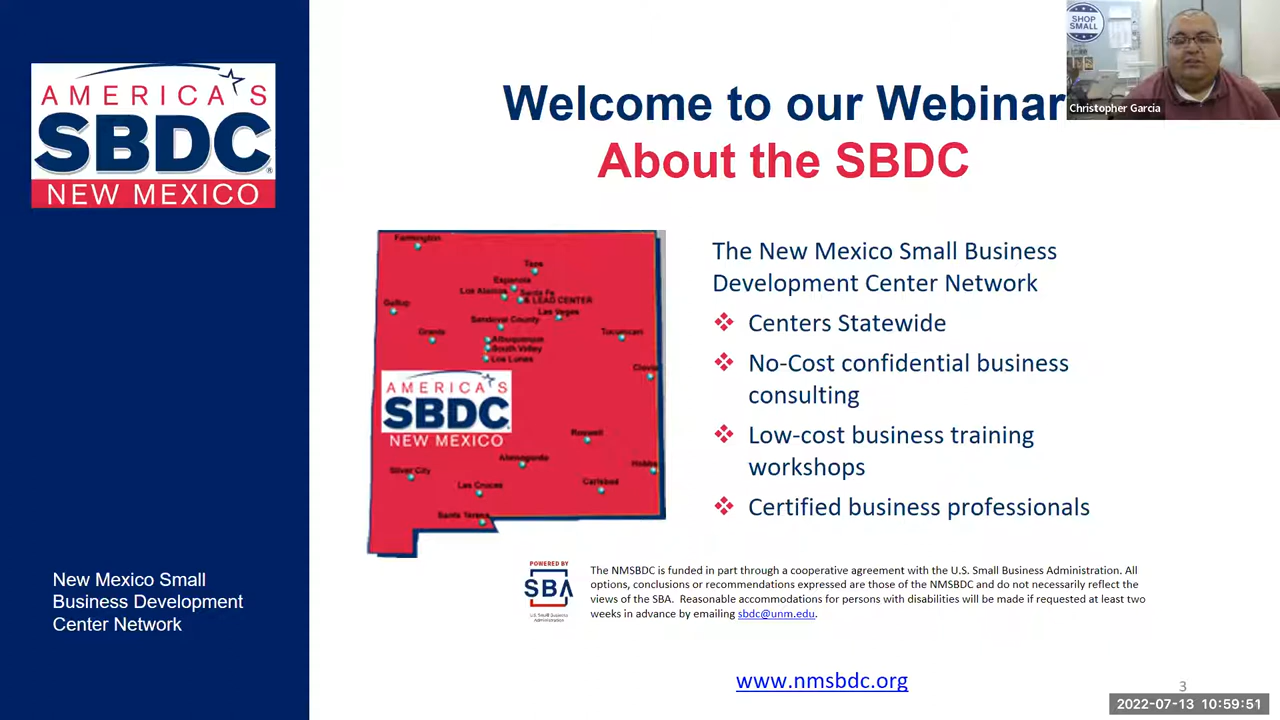 AMERICA'S
SBDC
NEW MEXICO
Welcome to our Webinar
About the SBDC
SHOP
SMALL
Christopher Garcia
Farmington
Taos
Espanola
Los Alamos
Santa Fe
& LEAD CENTER
Gallup
Las Vegas
Sandoval County
Grants
Tucumcari
Albuquerque
South Valley
Los Lunas
Clovis
AMERICA'S
SBDC
NEW MEXICO
Roswell
Alamogordo
Hobbs
Silver City
Carlsbad
Las Cruces
Santa Teresa
The New Mexico Small Business
Development Center Network
❖ Centers Statewide
❖ No-Cost confidential business
consulting
❖ Low-cost business training
workshops
❖ Certified business professionals
New Mexico Small
Business Development
Center Network
POWERED BY
SBA
U.S. Small Business
Administration
The NMSBDC is funded in part through a cooperative agreement with the U.S. Small Business Administration. All
options, conclusions or recommendations expressed are those of the NMSBDC and do not necessarily reflect the
views of the SBA. Reasonable accommodations for persons with disabilities will be made if requested at least two
weeks in advance by emailing sbdc@unm.edu.
www.nmsbdc.org
3
2022-07-13 10:59:51